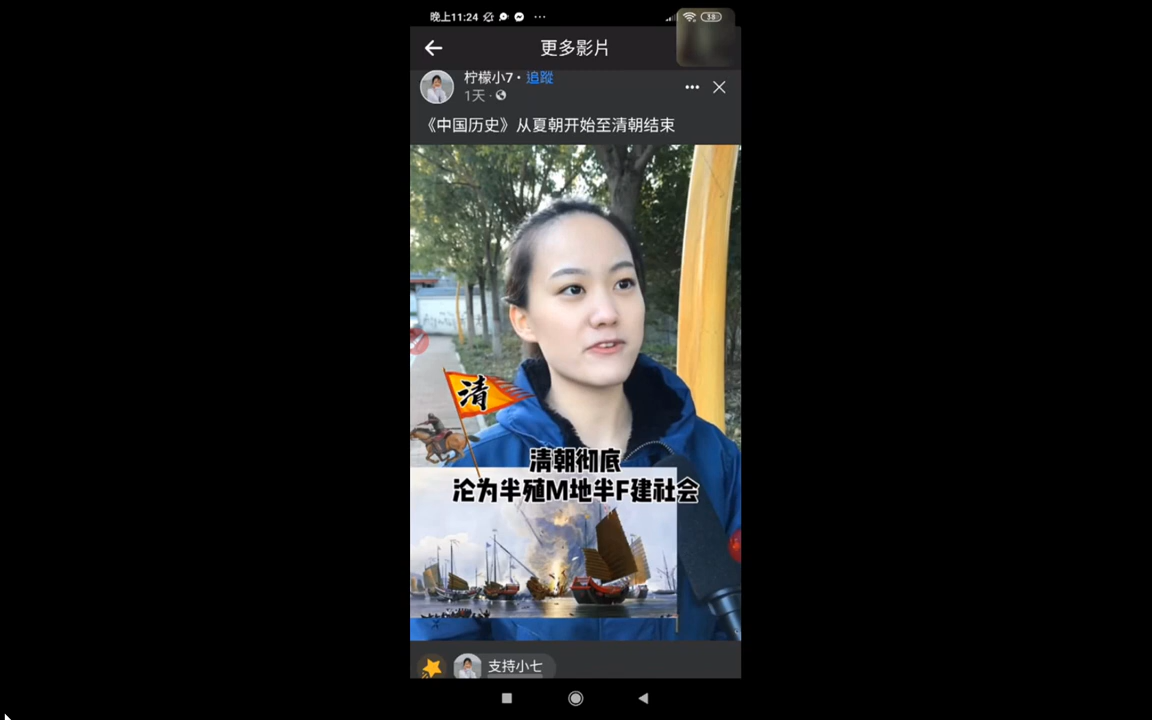 晚上11:24
38
更多影片
柠檬小7 · 追蹤
1天 ·
《中国历史》从夏朝开始至清朝结束
清
清朝彻底
沦为半殖M地半F建社会
支持小七